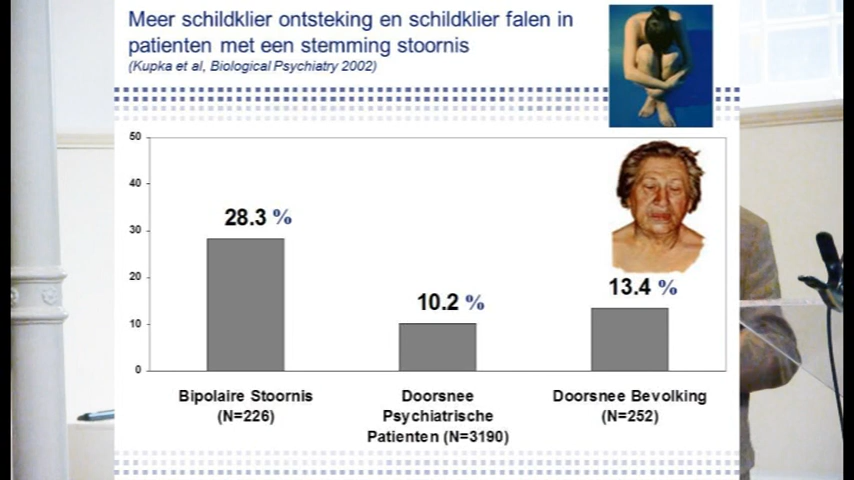 Meer schildklier ontsteking en schildklier falen in
patienten met een stemming stoornis
(Kupka et al, Biological Psychiatry 2002)
50
40
30
20
10
0
28.3 %
10.2 %
13.4 %
Bipolaire Stoornis
(N=226)
Doorsnee
Psychiatrische
Patienten (N=3190)
Doorsnee Bevolking
(N=252)